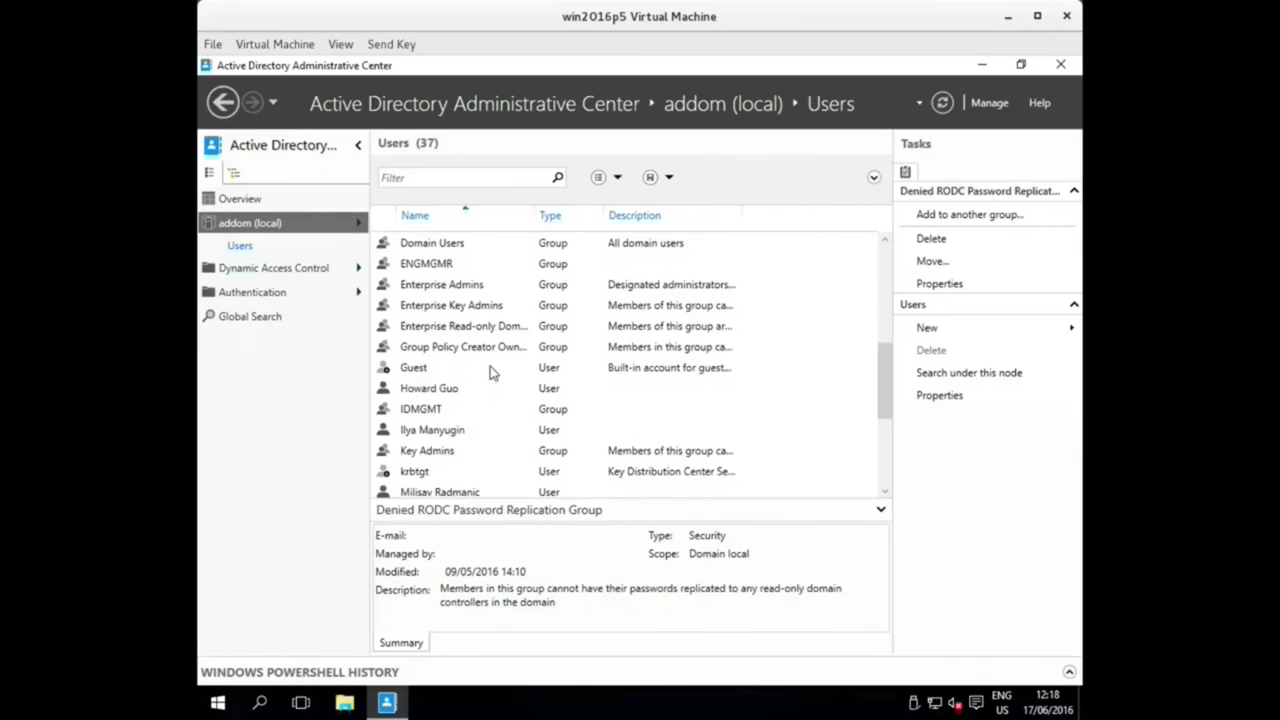 win2016p5 Virtual Machine
File Virtual Machine View Send Key
Active Directory Administrative Center
Active Directory Administrative Center • addom (local) • Users
Manage Help
Active Directory...
Overview
addom (local)
Users
Dynamic Access Control
Authentication
Global Search
Users (37)
Filter
Name Type Description
Domain Users Group All domain users
ENGMGMR Group
Enterprise Admins Group Designated administrators...
Enterprise Key Admins Group Members of this group ca...
Enterprise Read-only Dom... Group Members of this group ar...
Group Policy Creator Own... Group Members in this group ca...
Guest User Built-in account for guest...
Howard Guo User
IDMGMT Group
Ilya Manyugin User
Key Admins Group Members of this group ca...
krbtgt User Key Distribution Center Se...
Milisav Radmanic User
Denied RODC Password Replication Group
E-mail: Type: Security
Managed by: Scope: Domain local
Modified: 09/05/2016 14:10
Description: Members in this group cannot have their passwords replicated to any read-only domain
controllers in the domain
Summary
Tasks
Denied RODC Password Replicat...
Add to another group...
Delete
Move...
Properties
Users
New
Delete
Search under this node
Properties
WINDOWS POWERSHELL HISTORY
ENG
US
12:18
17/06/2016